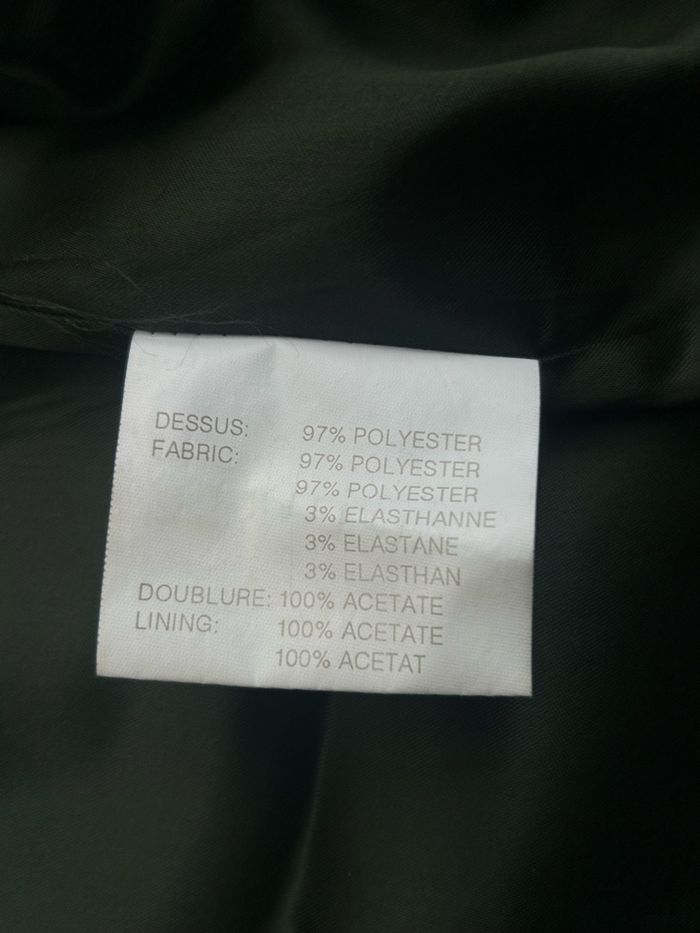 DESSUS: 97% POLYESTER
FABRIC: 97% POLYESTER
97% POLYESTER
3% ELASTHANNE
3% ELASTANE
3% ELASTHAN
DOUBLURE: 100% ACETATE
LINING: 100% ACETATE
100% ACETAT